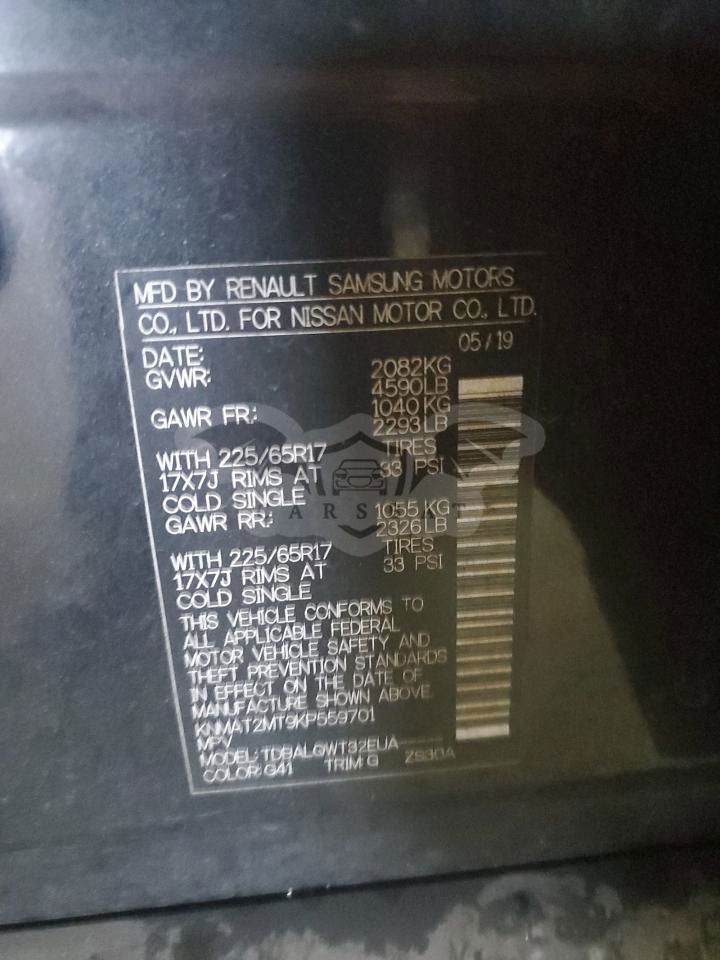 MFD BY RENAULT SAMSUNG MOTORS
CO., LTD. FOR NISSAN MOTOR CO., LTD.
DATE: 05/19
GVWR: 2082KG
4590LB
GAWR FR: 1040KG
2293LB
WITH 225/65R17 TIRES
17X7J RIMS AT 33 PSI
COLD SINGLE
GAWR RR: 1055KG
2326LB
WITH 225/65R17 TIRES
17X7J RIMS AT 33 PSI
COLD SINGLE
THIS VEHICLE CONFORMS TO
ALL APPLICABLE FEDERAL
MOTOR VEHICLE SAFETY AND
THEFT PREVENTION STANDARDS
IN EFFECT ON THE DATE OF
MANUFACTURE SHOWN ABOVE.
KNMAT2MT9KP559701
MPV
MODEL: TDBALQWT32EUA
COLOR: G41 TRIM: G